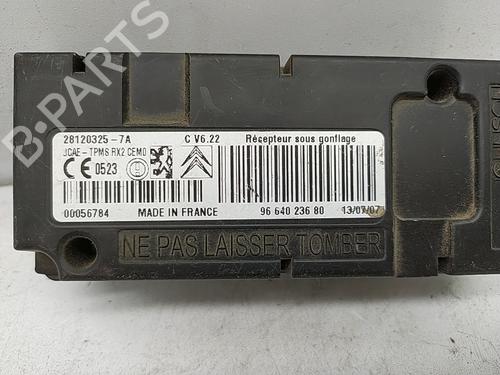 B-PARTS
28120325-7A
C V6.22
Récepteur sous gonflage
JCAE-TPMS RX2 CEMO
CE 0523
00056784
MADE IN FRANCE
96 640 236 80
13/07/07
NE PAS LAISSER TOMBER